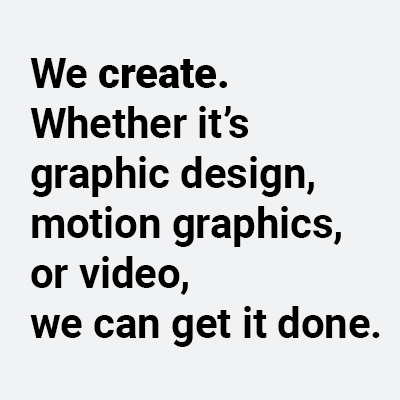 We create.
Whether it’s
graphic design,
motion graphics,
or video,
we can get it done.